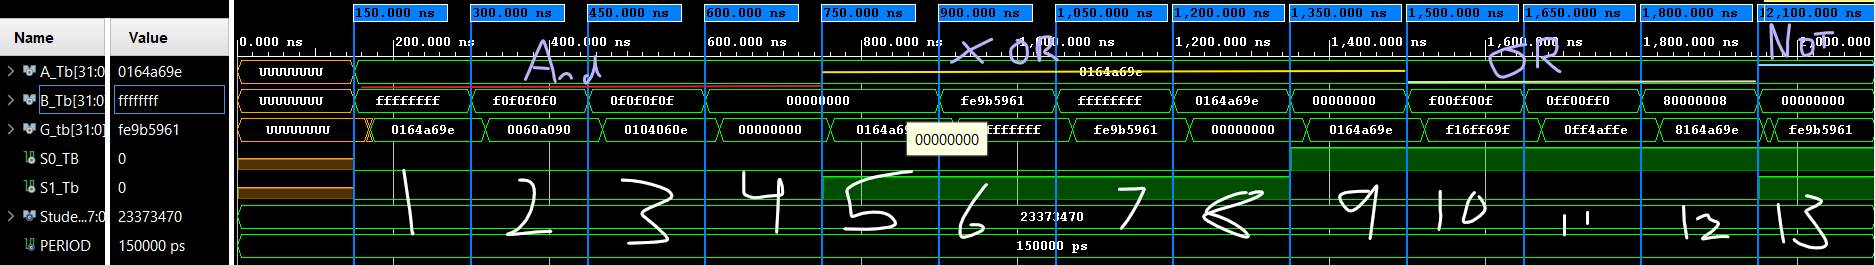 Name Value
150.000 ns 300.000 ns 450.000 ns 600.000 ns 750.000 ns 900.000 ns 1,050.000 ns 1,200.000 ns 1,350.000 ns 1,500.000 ns 1,650.000 ns 1,800.000 ns 2,100.000 ns
0.000 ns 200.000 ns 400.000 ns 600.000 ns 800.000 ns 1,200.000 ns 1,400.000 ns 1,800.000 ns 2,000.000 ns
And XOR OR NOT
A_Tb[31:0 0164a69e UUUUUUUU 0164a69e
B_Tb[31:0 ffffffff UUUUUUUU ffffffff f0f0f0f0 0f0f0f0f 00000000 fe9b5961 ffffffff 0164a69e 00000000 f00ff00f 0ff00ff0 80000008 00000000
G_tb[31:0] fe9b5961 UUUUUUUU 0164a69e 0060a090 0104060e 00000000 0164a69 fffffff fe9b5961 00000000 0164a69e f16ff69f 0ff4affe 8164a69e fe9b5961
00000000
S0_TB 0
S1_Tb 0
1 2 3 4 5 6 7 8 9 10 11 12 13
Stude...7:0 23373470 23373470
PERIOD 150000 ps 150000 ps